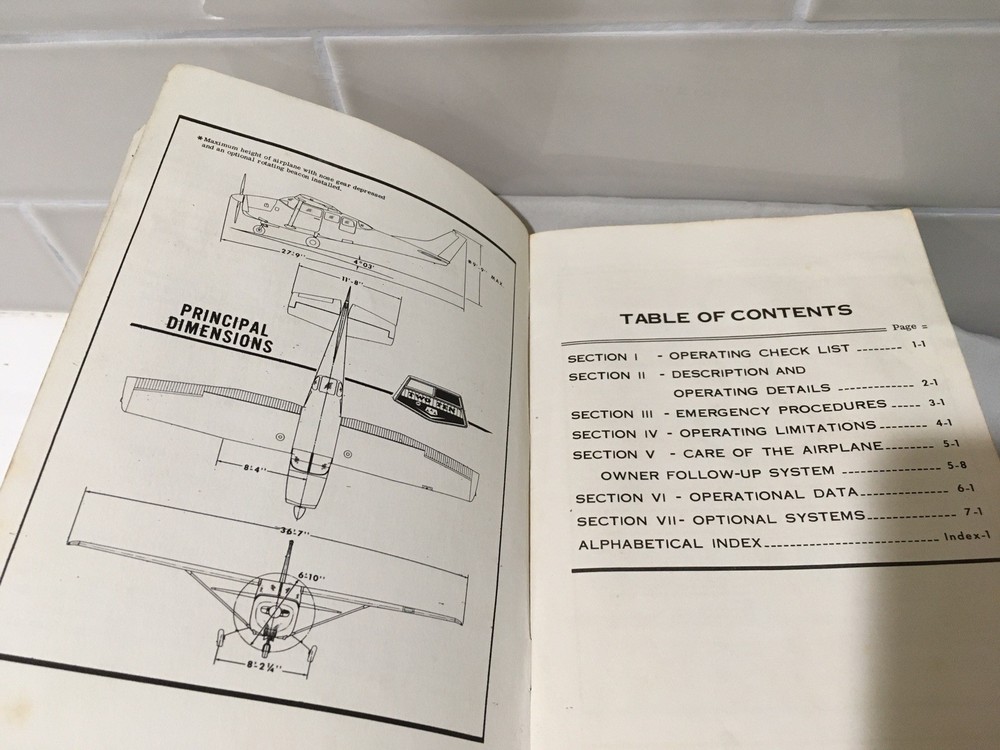 * Maximum height of airplane with nose gear depressed
and an optional rotating beacon installed.
27'-9"
11'-8"
PRINCIPAL
DIMENSIONS
8'-4"
36'-7"
6'-10"
8'-2 ¼"
TABLE OF CONTENTS
Page =
SECTION I - OPERATING CHECK LIST -------- 1-1
SECTION II - DESCRIPTION AND
OPERATING DETAILS -------------- 2-1
SECTION III - EMERGENCY PROCEDURES ----- 3-1
SECTION IV - OPERATING LIMITATIONS-------- 4-1
SECTION V - CARE OF THE AIRPLANE--------- 5-1
OWNER FOLLOW-UP SYSTEM -------------- 5-8
SECTION VI - OPERATIONAL DATA------------- 6-1
SECTION VII- OPTIONAL SYSTEMS------------- 7-1
ALPHABETICAL INDEX-------------------------- Index-1